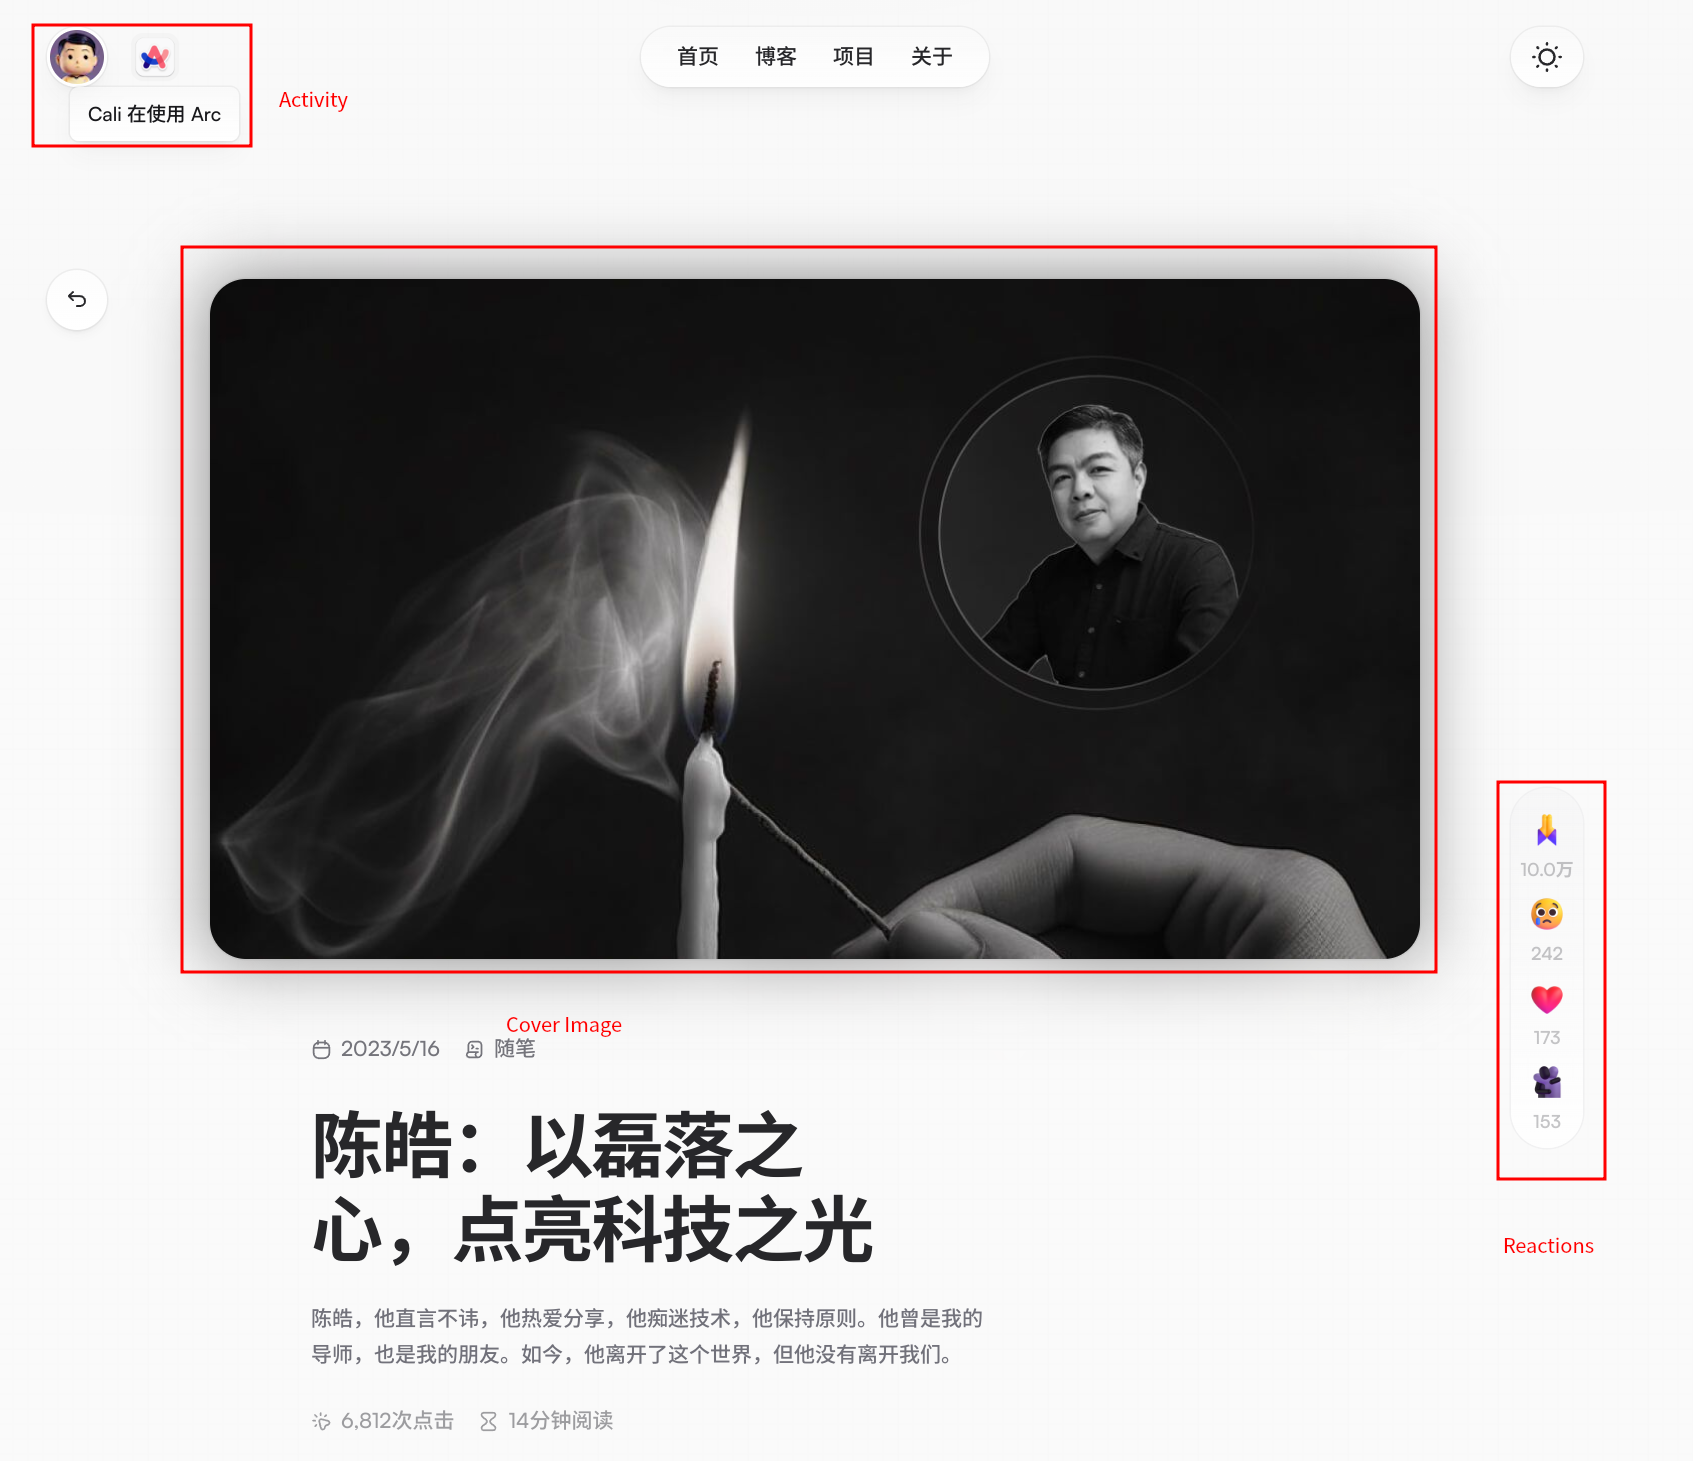 首页 博客 项目 关于
Cali 在使用 Arc
Activity
10.0万
242
173
153
Reactions
Cover Image
2023/5/16 随笔
陈皓：以磊落之
心，点亮科技之光
陈皓，他直言不讳，他热爱分享，他痴迷技术，他保持原则。他曾是我的
导师，也是我的朋友。如今，他离开了这个世界，但他没有离开我们。
6,812次点击 14分钟阅读